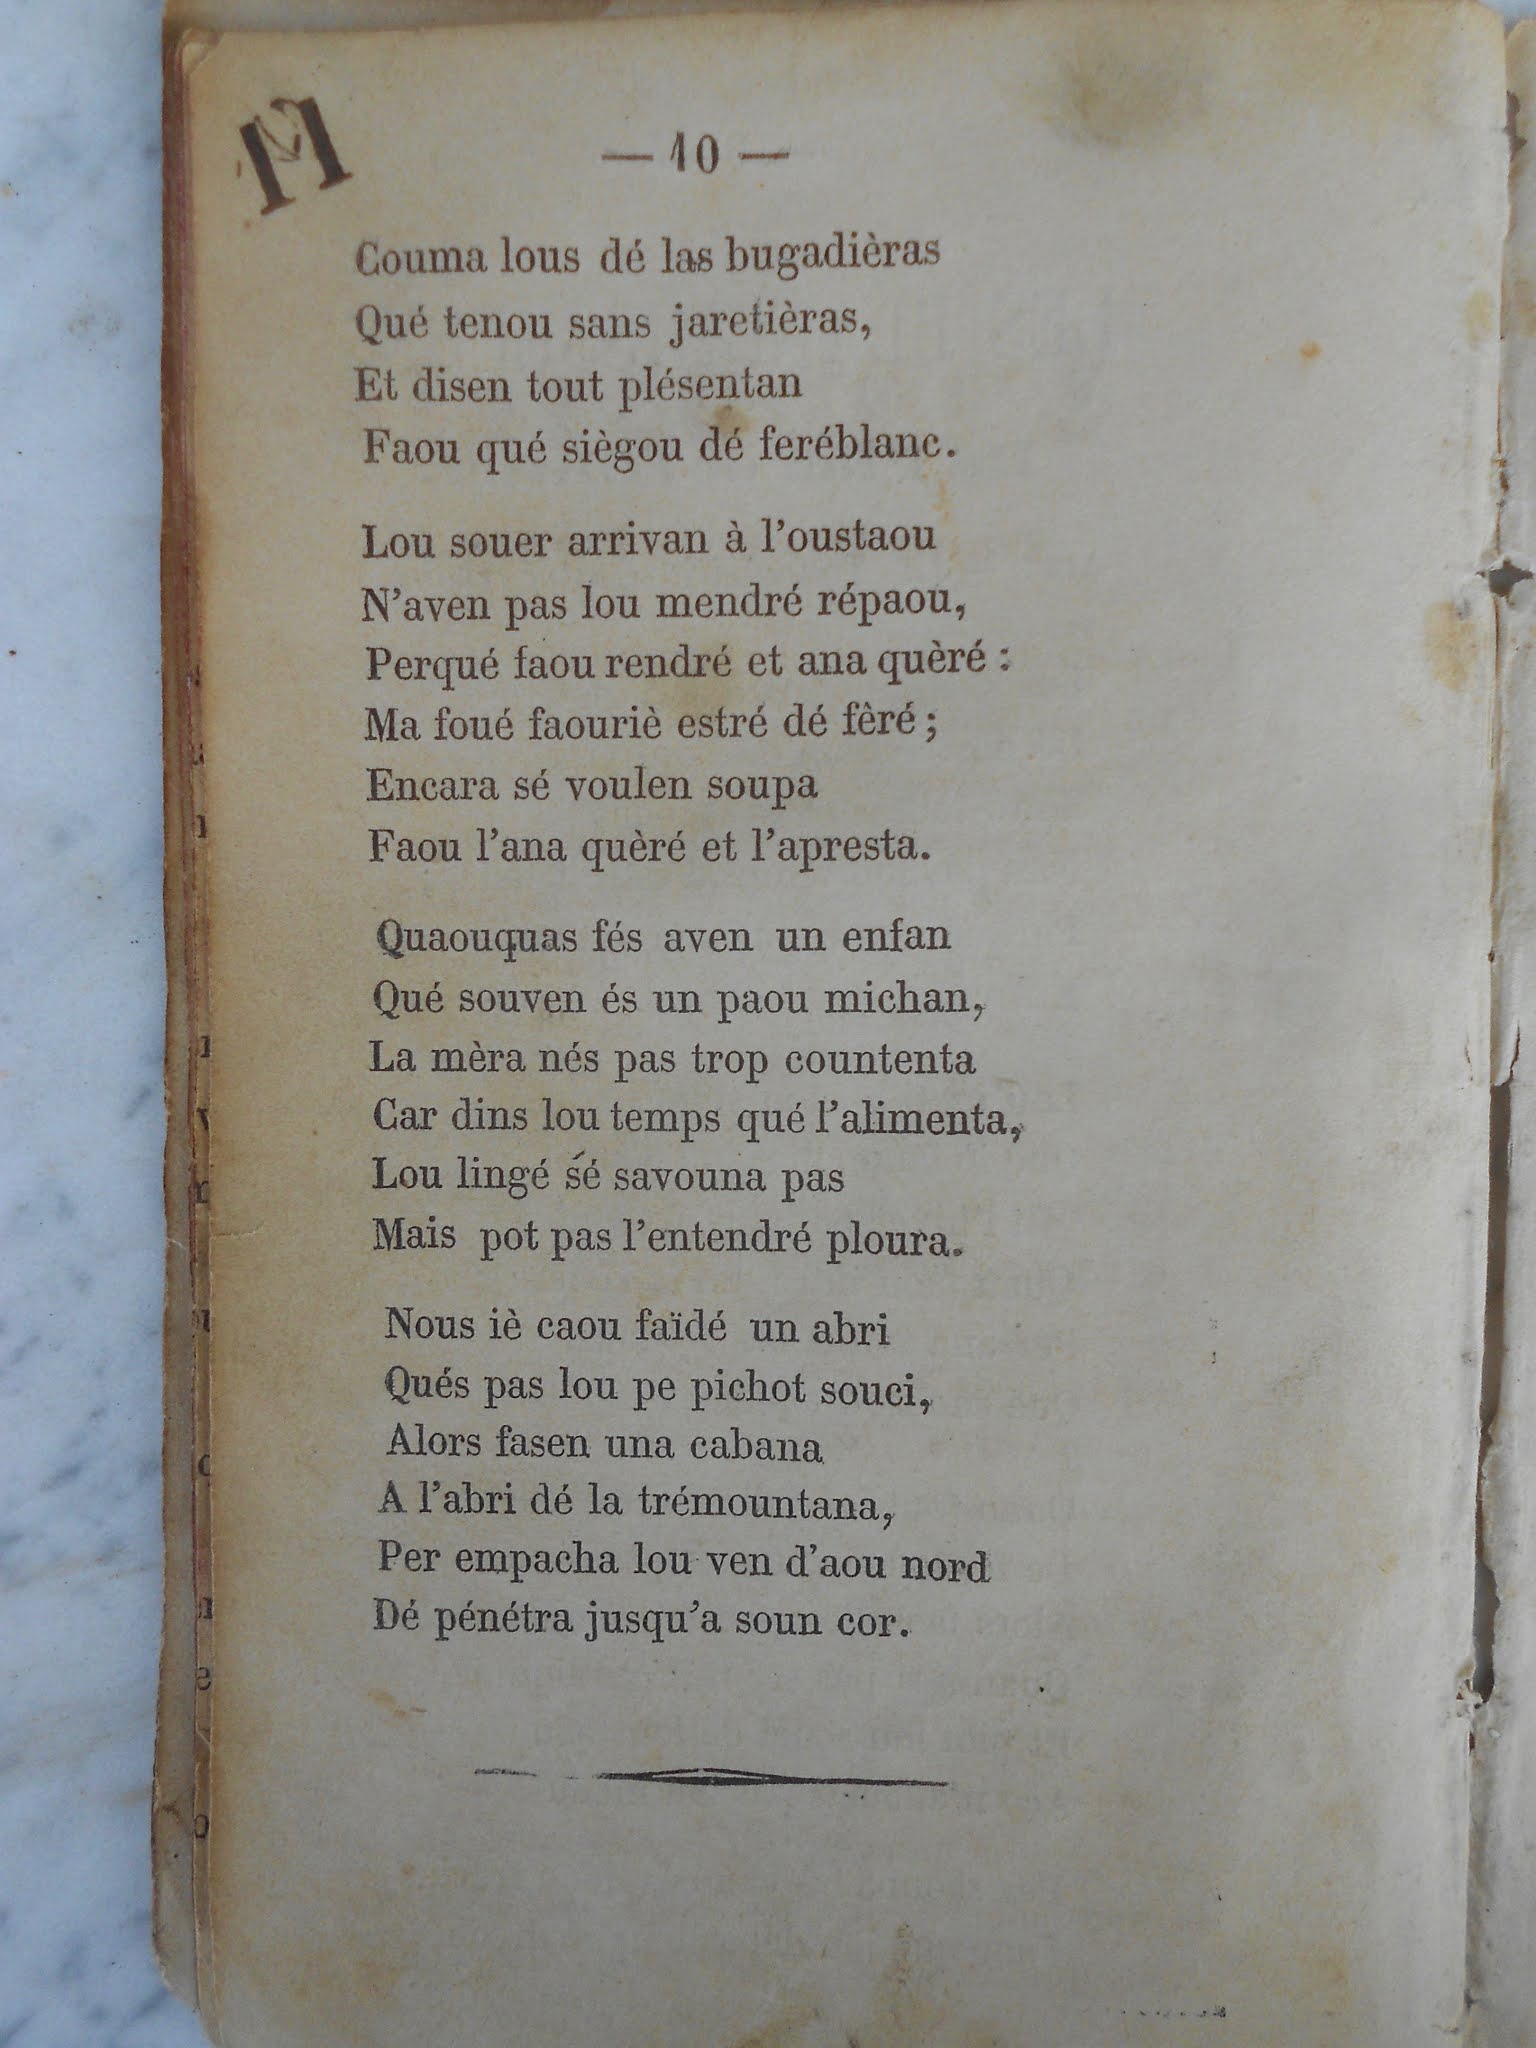 M
— 10 —
Couma lous dé las bugadièras
Qué tenou sans jaretièras,
Et disen tout plésentan
Faou qué siègou dé feréblanc.
Lou souer arrivan à l'oustaou
N'aven pas lou mendré répaou,
Perqué faou rendré et ana quèré :
Ma foué faouriè estré dé fèré ;
Encara sé voulen soupa
Faou l'ana quèré et l'apresta.
Quaouquas fés aven un enfan
Qué souven és un paou michan,
La mèra nés pas trop countenta
Car dins lou temps qué l'alimenta,
Lou lingé sé savouna pas
Mais pot pas l'entendré ploura.
Nous iè caou faïdé un abri
Qués pas lou pe pichot souci,
Alors fasen una cabana
A l'abri dé la trémountana,
Per empacha lou ven d'aou nord
Dé pénétra jusqu'a soun cor.